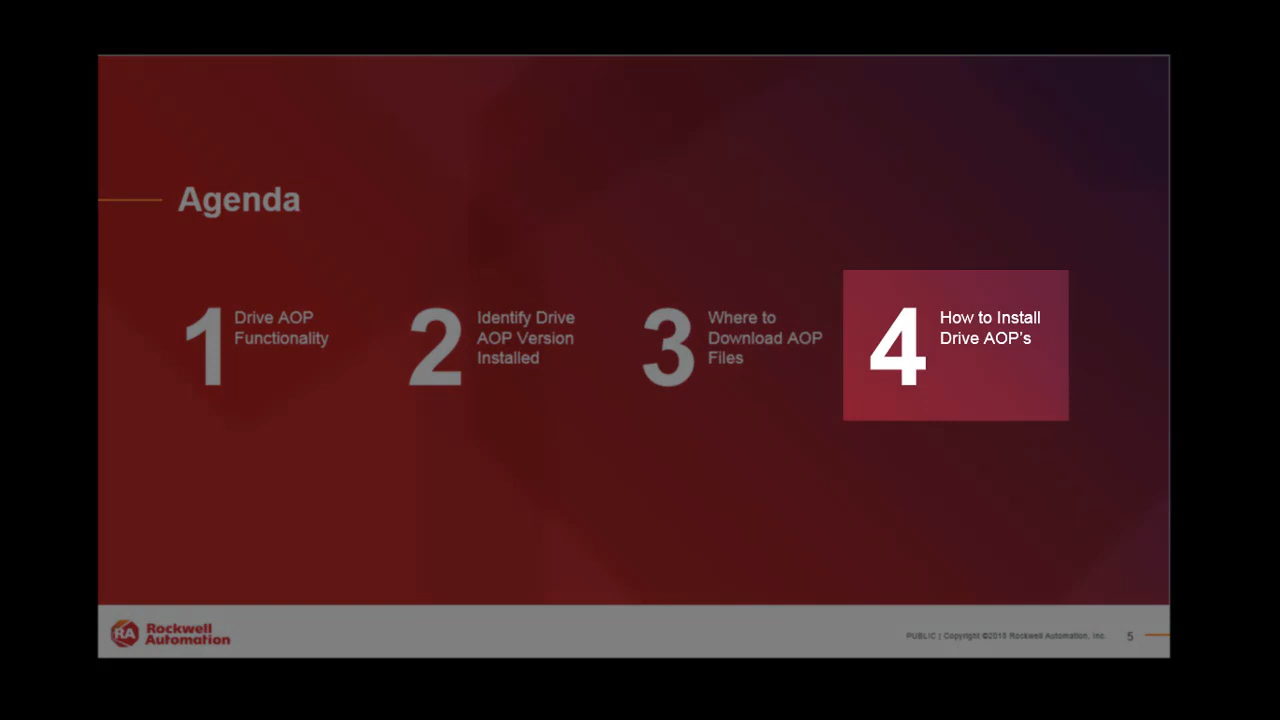 Agenda
1
Drive AOP
Functionality
2
Identify Drive
AOP Version
Installed
3
Where to
Download AOP
Files
4
How to Install
Drive AOP's
RA
Rockwell
Automation
PUBLIC | Copyright ©2018 Rockwell Automation, Inc.
5